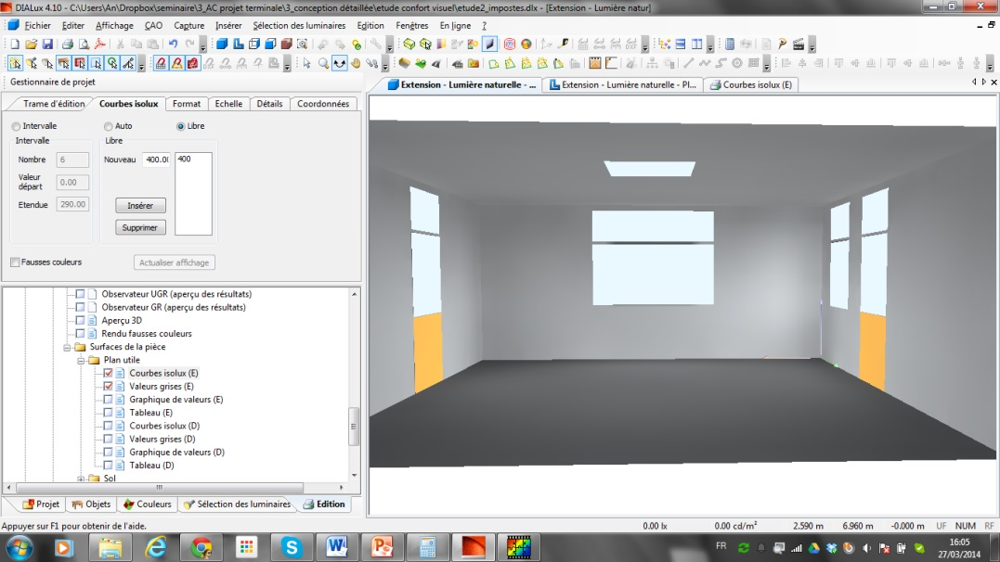 DIALux 4.10 - C:\Users\An\Dropbox\seminaire\3_AC projet terminale\3_conception détaillée\etude confort visuel\etude2_impostes.dlx - [Extension - Lumière natur]
Fichier Editer Affichage CAO Capture Insérer Sélection des luminaires Edition Fenêtres En ligne ?
Gestionnaire de projet
Trame d'édition Courbes isolux Format Echelle Détails Coordonnées
Intervalle Auto Libre
Intervalle Libre
Nombre 6 Nouveau 400.0 400
Valeur départ 0.00
Etendue 290.00 Insérer
Supprimer
Fausses couleurs Actualiser affichage
Observateur UGR (aperçu des résultats)
Observateur GR (aperçu des résultats)
Aperçu 3D
Rendu fausses couleurs
Surfaces de la pièce
Plan utile
Courbes isolux (E)
Valeurs grises (E)
Graphique de valeurs (E)
Tableau (E)
Courbes isolux (D)
Valeurs grises (D)
Graphique de valeurs (D)
Tableau (D)
Sol
Projet Objets Couleurs Sélection des luminaires Edition
Extension - Lumière naturelle - ... Extension - Lumière naturelle - Pl... Courbes isolux (E)
Appuyer sur F1 pour obtenir de l'aide. 0.00 lx 0.00 cd/m² 2.590 m 6.960 m -0.000 m UF NUM RF
FR 16:05
27/03/2014